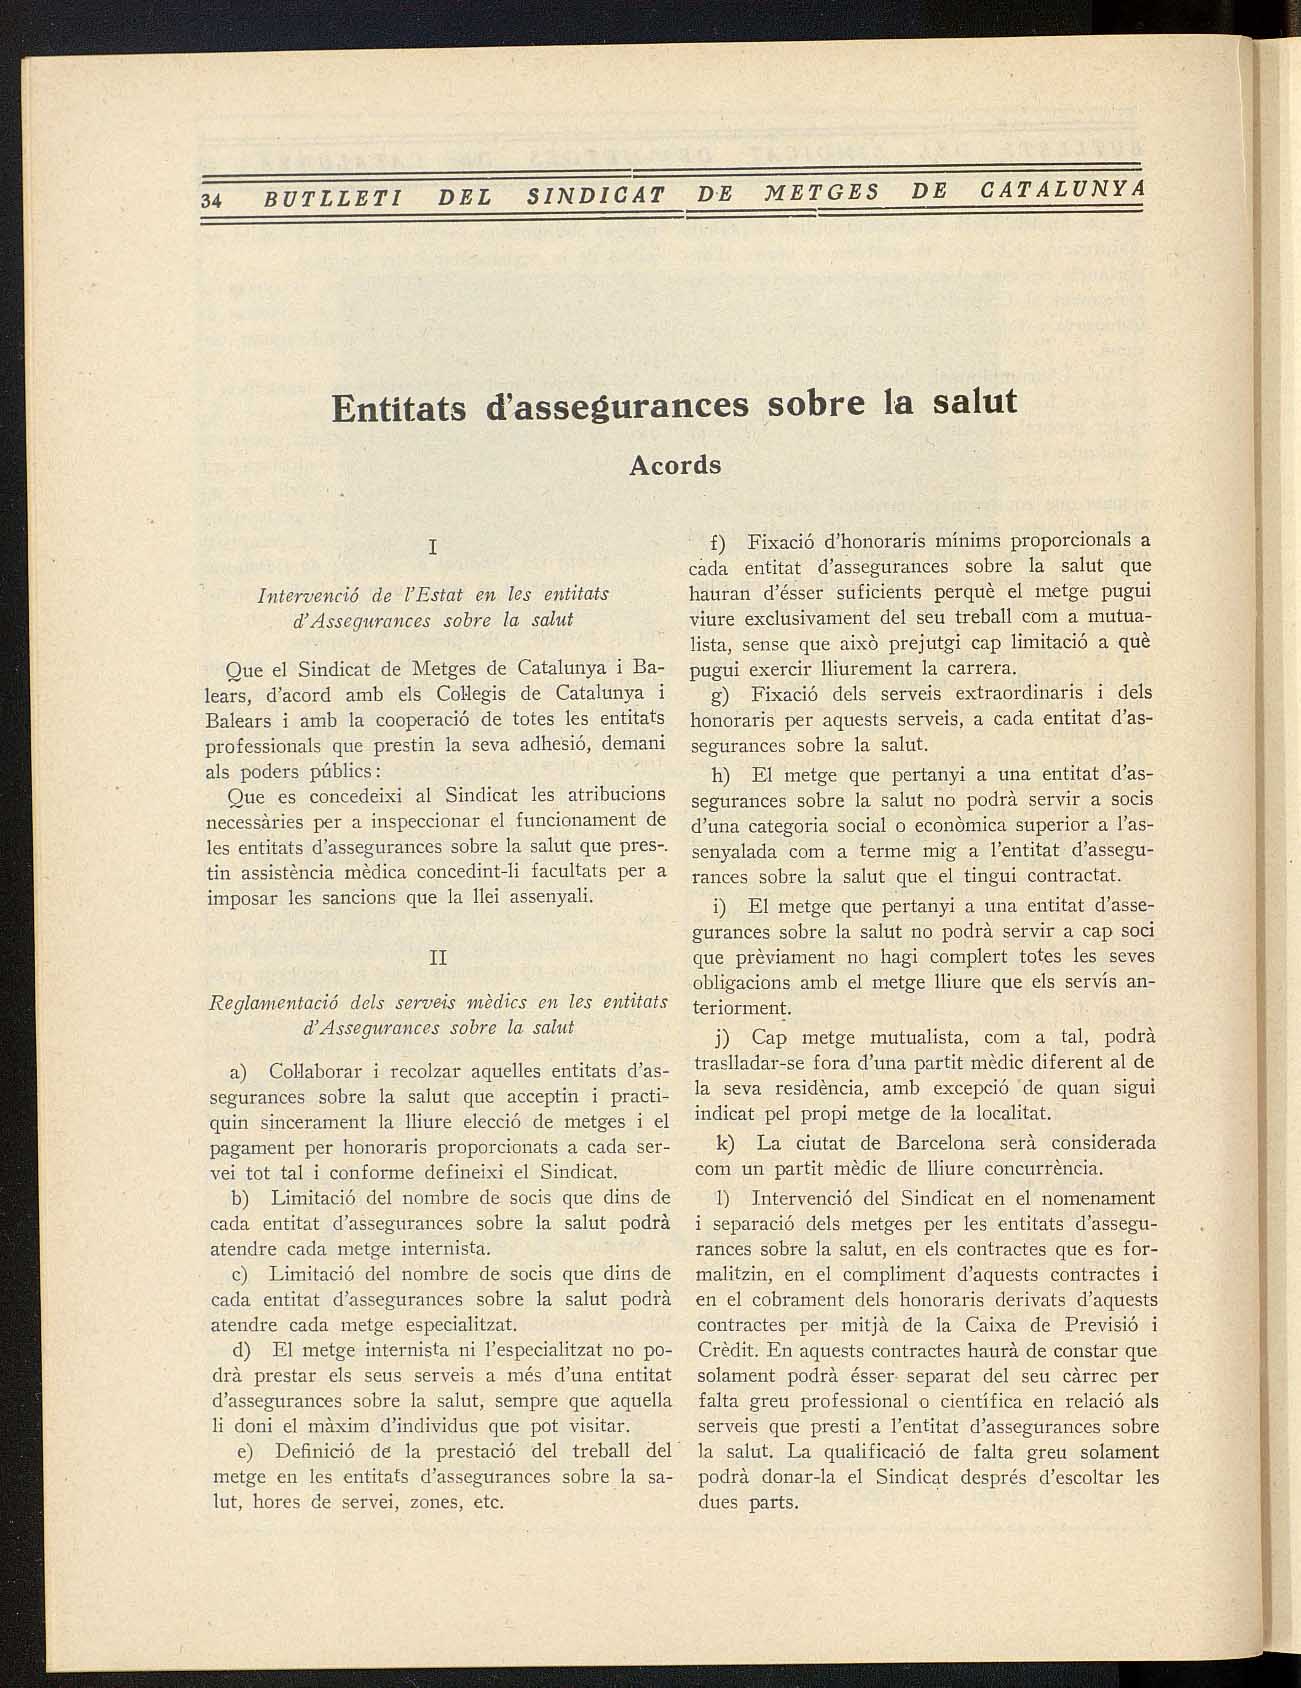 34 BUTLLETI DEL SINDICAT DE METGES DE CATALUNYA
Entitats d'assegurances sobre la salut
Acords
I
Intervenció de l'Estat en les entitats
d'Assegurances sobre la salut
Que el Sindicat de Metges de Catalunya i Ba-
lears, d'acord amb els Coŀlegis de Catalunya i
Balears i amb la cooperació de totes les entitats
professionals que prestin la seva adhesió, demani
als poders públics:
Que es concedeixi al Sindicat les atribucions
necessàries per a inspeccionar el funcionament de
les entitats d'assegurances sobre la salut que pres-.
tin assistència mèdica concedint-li facultats per a
imposar les sancions que la llei assenyali.
II
Reglamentació dels serveis mèdics en les entitats
d'Assegurances sobre la salut
a) Coŀlaborar i recolzar aquelles entitats d'as-
segurances sobre la salut que acceptin i practi-
quin sincerament la lliure elecció de metges i el
pagament per honoraris proporcionats a cada ser-
vei tot tal i conforme defineixi el Sindicat.
b) Limitació del nombre de socis que dins de
cada entitat d'assegurances sobre la salut podrà
atendre cada metge internista.
c) Limitació del nombre de socis que dins de
cada entitat d'assegurances sobre la salut podrà
atendre cada metge especialitzat.
d) El metge internista ni l'especialitzat no po-
drà prestar els seus serveis a més d'una entitat
d'assegurances sobre la salut, sempre que aquella
li doni el màxim d'individus que pot visitar.
e) Definició de la prestació del treball del
metge en les entitats d'assegurances sobre la sa-
lut, hores de servei, zones, etc.
f) Fixació d'honoraris mínims proporcionals a
cada entitat d'assegurances sobre la salut que
hauran d'ésser suficients perquè el metge pugui
viure exclusivament del seu treball com a mutua-
lista, sense que això prejutgi cap limitació a què
pugui exercir lliurement la carrera.
g) Fixació dels serveis extraordinaris i dels
honoraris per aquests serveis, a cada entitat d'as-
segurances sobre la salut.
h) El metge que pertanyi a una entitat d'as-
segurances sobre la salut no podrà servir a socis
d'una categoria social o econòmica superior a l'as-
senyalada com a terme mig a l'entitat d'assegu-
rances sobre la salut que el tingui contractat.
i) El metge que pertanyi a una entitat d'asse-
gurances sobre la salut no podrà servir a cap soci
que prèviament no hagi complert totes les seves
obligacions amb el metge lliure que els servís an-
teriorment.
j) Cap metge mutualista, com a tal, podrà
traslladar-se fora d'una partit mèdic diferent al de
la seva residència, amb excepció de quan sigui
indicat pel propi metge de la localitat.
k) La ciutat de Barcelona serà considerada
com un partit mèdic de lliure concurrència.
l) Intervenció del Sindicat en el nomenament
i separació dels metges per les entitats d'assegu-
rances sobre la salut, en els contractes que es for-
malitzin, en el compliment d'aquests contractes i
en el cobrament dels honoraris derivats d'aquests
contractes per mitjà de la Caixa de Previsió i
Crèdit. En aquests contractes haurà de constar que
solament podrà ésser separat del seu càrrec per
falta greu professional o científica en relació als
serveis que presti a l'entitat d'assegurances sobre
la salut. La qualificació de falta greu solament
podrà donar-la el Sindicat després d'escoltar les
dues parts.